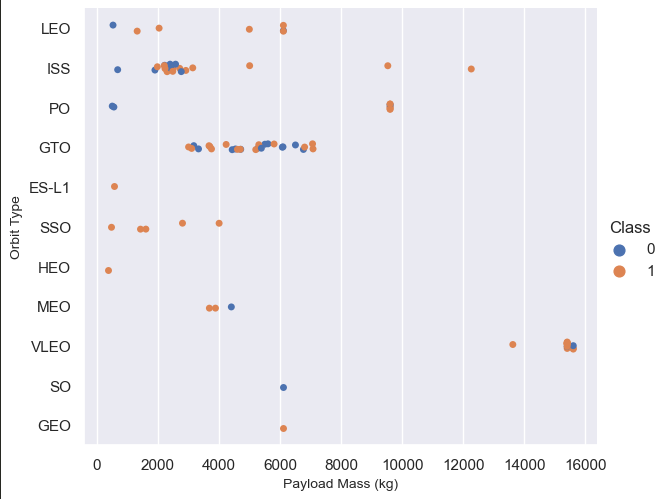 LEO
ISS
PO
GTO
ES-L1
SSO
HEO
MEO
VLEO
SO
GEO
Orbit Type
0 2000 4000 6000 8000 10000 12000 14000 16000
Payload Mass (kg)
Class
0
1